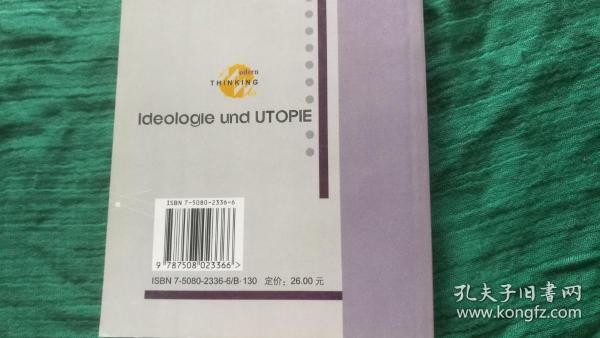 Modern
THINKING
Ideologie und UTOPIE
ISBN 7-5080-2336-6
9 787508 023366 >
ISBN 7-5080-2336-6/B·130 定价：26.00 元
孔夫子旧书网
www.kongfz.com